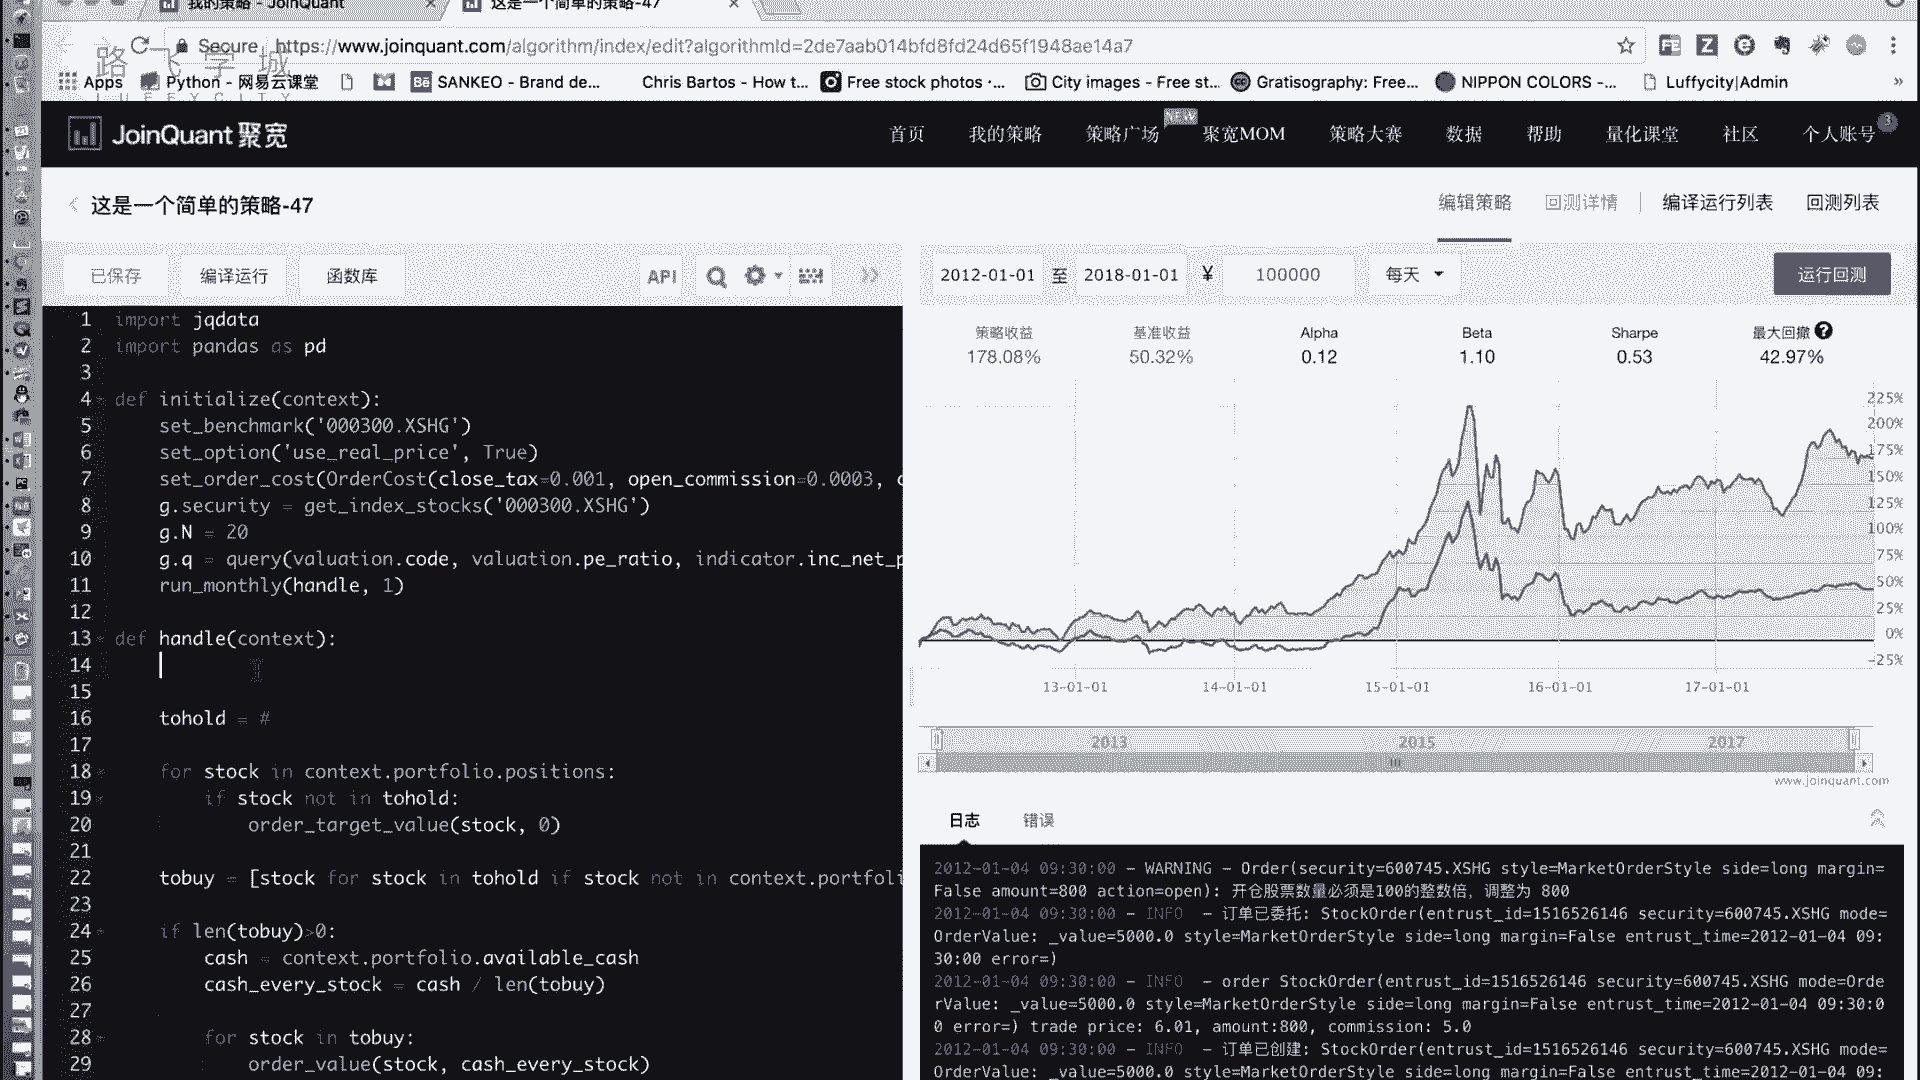 我的策略 - JoinQuant
这是一个简单的策略-47
Secure
https://www.joinquant.com/algorithm/index/edit?algorithmId=2de7aab014bfd8fd24d65f1948ae14a7
路飞学城
LUFFYCITY
Apps
Python - 网易云课堂
SANKEO - Brand de...
Chris Bartos - How t...
Free stock photos ·...
City images - Free st...
Gratisography: Free...
NIPPON COLORS -...
Luffycity|Admin
JoinQuant 聚宽
首页
我的策略
策略广场
NEW
聚宽MOM
策略大赛
数据
帮助
量化课堂
社区
个人账号
3
这是一个简单的策略-47
编辑策略
回测详情
编译运行列表
回测列表
已保存
编译运行
函数库
API
2012-01-01 至 2018-01-01 ¥ 100000 每天
运行回测
1 import jqdata
2 import pandas as pd
3
4 def initialize(context):
5 set_benchmark('000300.XSHG')
6 set_option('use_real_price', True)
7 set_order_cost(OrderCost(close_tax=0.001, open_commission=0.0003, c
8 g.security = get_index_stocks('000300.XSHG')
9 g.N = 20
10 g.q = query(valuation.code, valuation.pe_ratio, indicator.inc_net_p
11 run_monthly(handle, 1)
12
13 def handle(context):
14
15
16 tohold = #
17
18 for stock in context.portfolio.positions:
19 if stock not in tohold:
20 order_target_value(stock, 0)
21
22 tobuy = [stock for stock in tohold if stock not in context.portfoli
23
24 if len(tobuy)>0:
25 cash = context.portfolio.available_cash
26 cash_every_stock = cash / len(tobuy)
27
28 for stock in tobuy:
29 order_value(stock, cash_every_stock)
策略收益
178.08%
基准收益
50.32%
Alpha
0.12
Beta
1.10
Sharpe
0.53
最大回撤
42.97%
225%
200%
175%
150%
125%
100%
75%
50%
25%
0%
-25%
13-01-01
14-01-01
15-01-01
16-01-01
17-01-01
2013
2015
2017
www.joinquant.com
日志
错误
2012-01-04 09:30:00 - WARNING - Order(security=600745.XSHG style=MarketOrderStyle side=long margin=
False amount=800 action=open): 开仓股票数量必须是100的整数倍，调整为 800
2012-01-04 09:30:00 - INFO - 订单已委托: StockOrder(entrust_id=1516526146 security=600745.XSHG mode=
OrderValue: _value=5000.0 style=MarketOrderStyle side=long margin=False entrust_time=2012-01-04 09:
30:00 error=)
2012-01-04 09:30:00 - INFO - order StockOrder(entrust_id=1516526146 security=600745.XSHG mode=Orde
rValue: _value=5000.0 style=MarketOrderStyle side=long margin=False entrust_time=2012-01-04 09:30:0
0 error=) trade price: 6.01, amount:800, commission: 5.0
2012-01-04 09:30:00 - INFO - 订单已创建: StockOrder(entrust_id=1516526146 security=600745.XSHG mode=
OrderValue: _value=5000.0 style=MarketOrderStyle side=long margin=False entrust_time=2012-01-04 09: